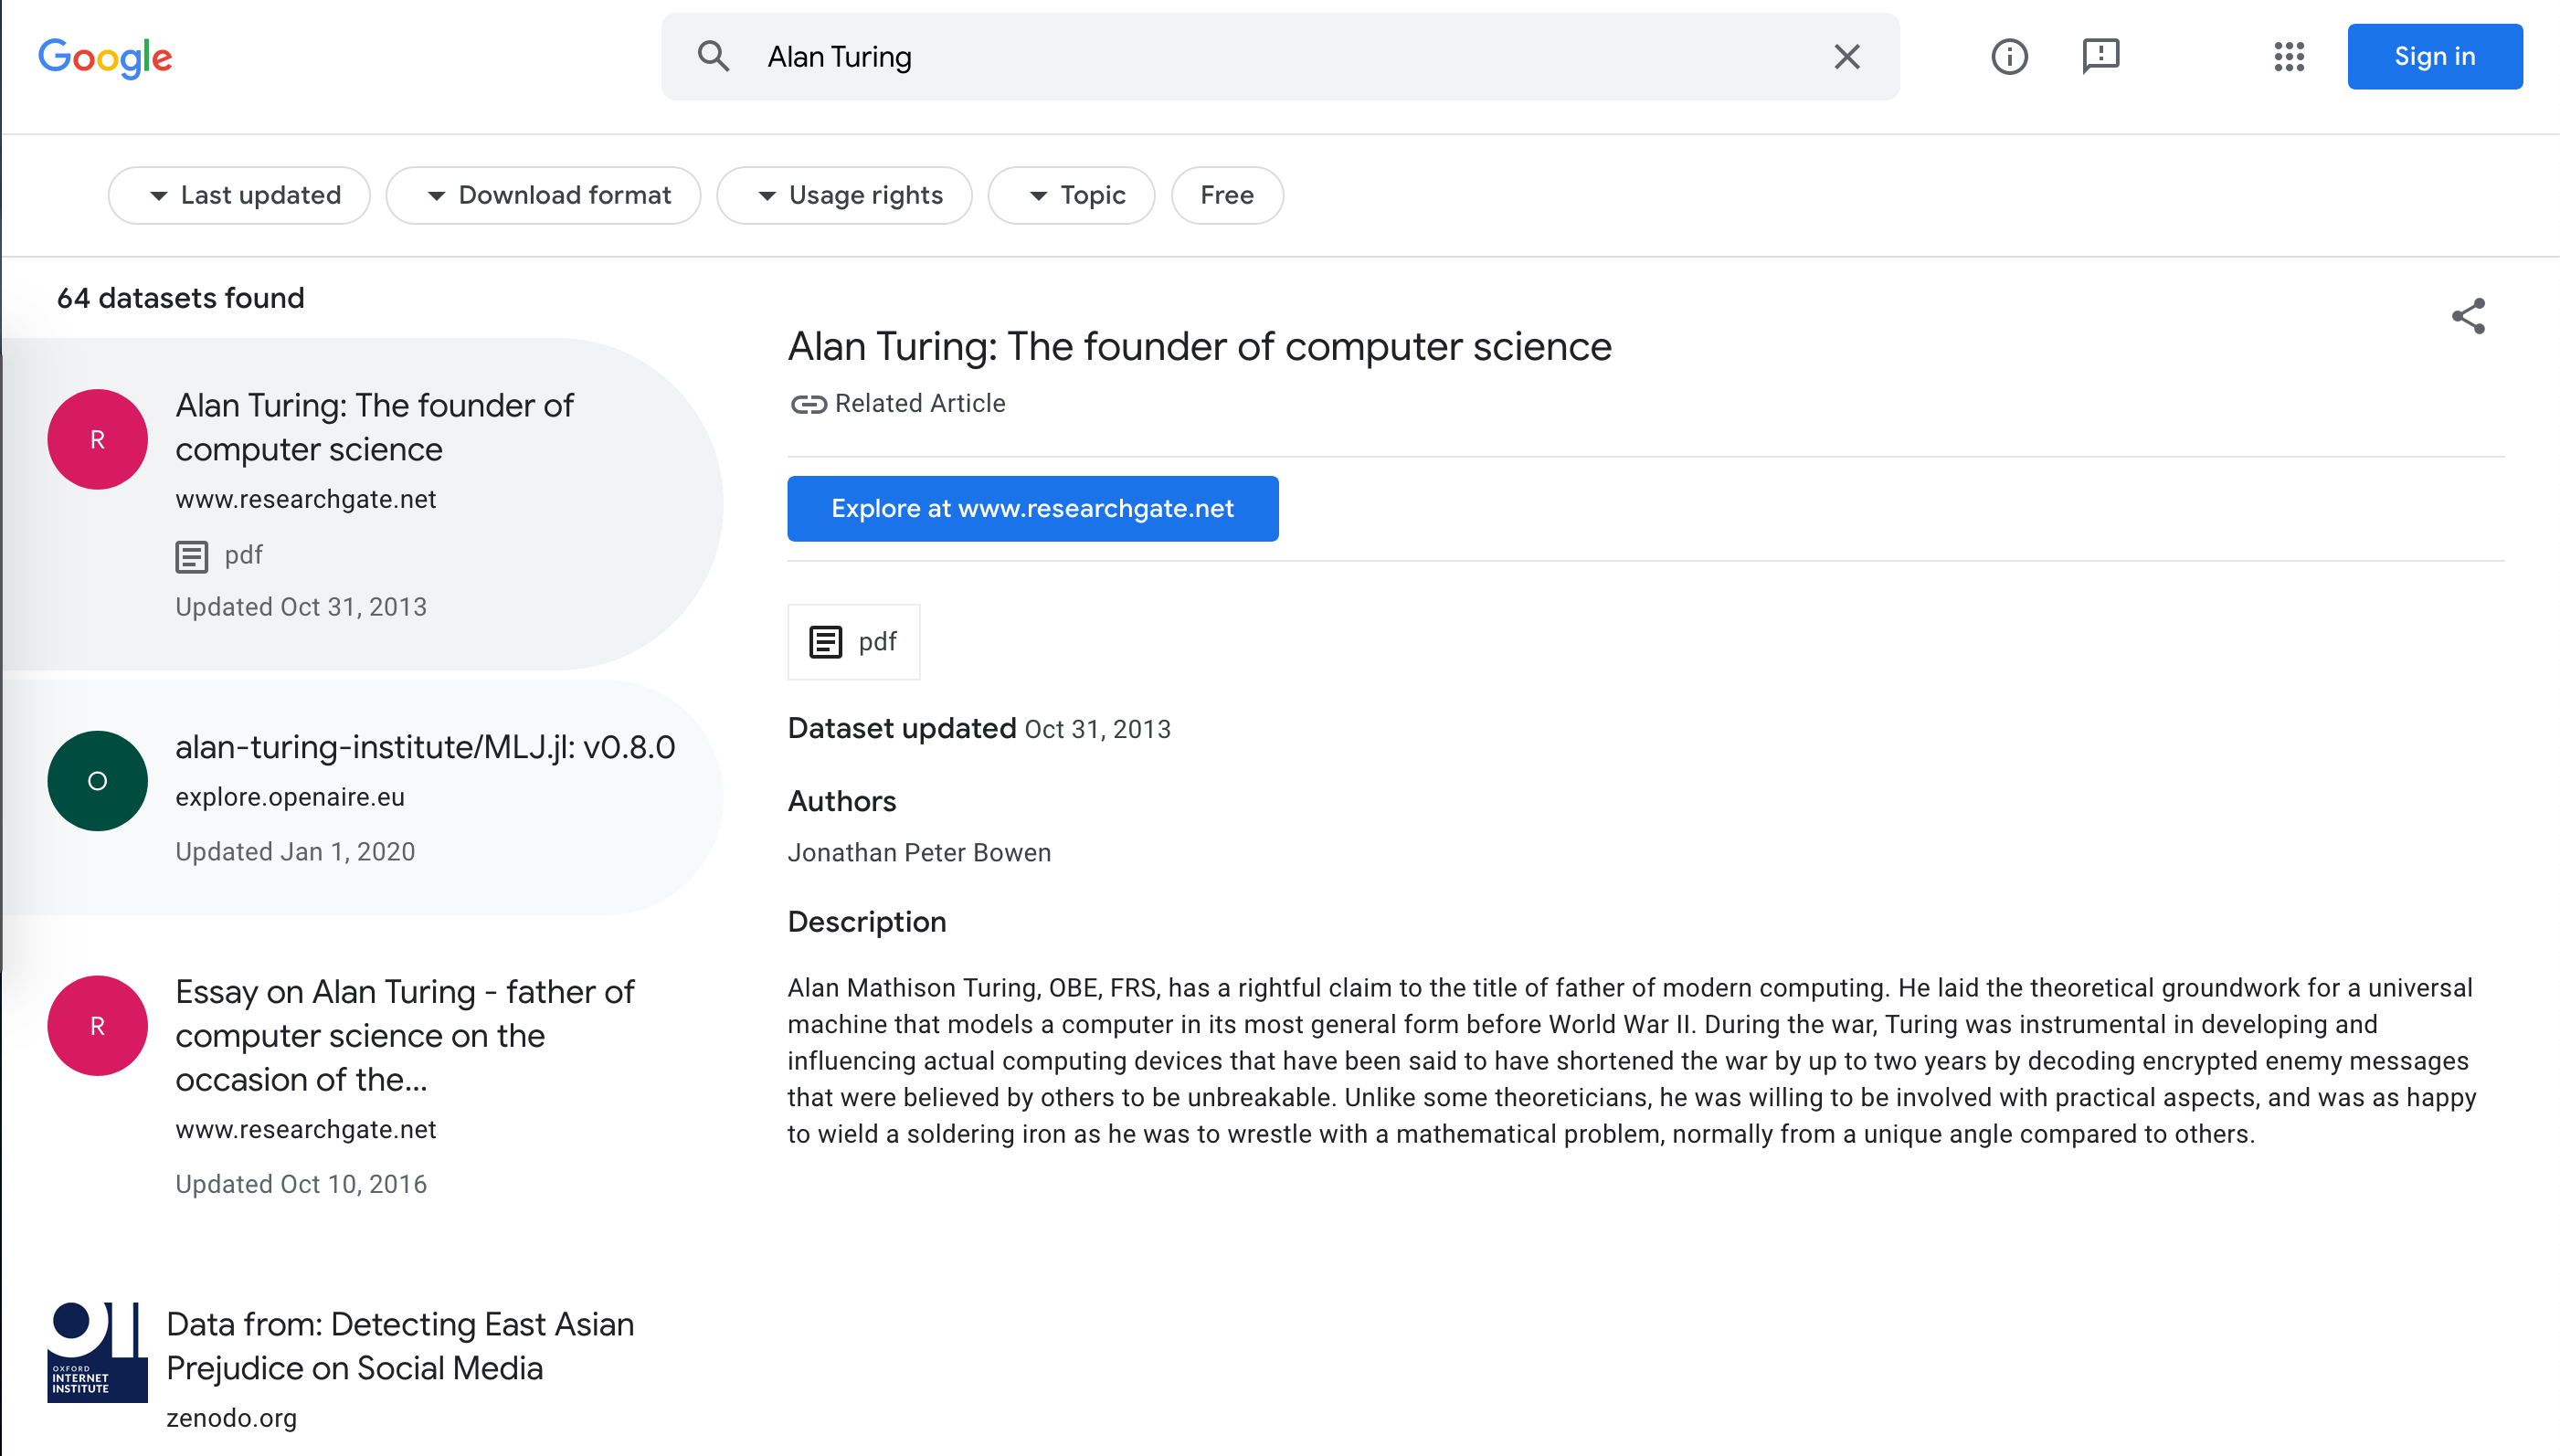 Google
Alan Turing
Sign in
Last updated
Download format
Usage rights
Topic
Free
64 datasets found
R
Alan Turing: The founder of
computer science
www.researchgate.net
pdf
Updated Oct 31, 2013
O
alan-turing-institute/MLJ.jl: v0.8.0
explore.openaire.eu
Updated Jan 1, 2020
R
Essay on Alan Turing - father of
computer science on the
occasion of the...
www.researchgate.net
Updated Oct 10, 2016
OII
OXFORD
INTERNET
INSTITUTE
Data from: Detecting East Asian
Prejudice on Social Media
zenodo.org
Alan Turing: The founder of computer science
Related Article
Explore at www.researchgate.net
pdf
Dataset updated Oct 31, 2013
Authors
Jonathan Peter Bowen
Description
Alan Mathison Turing, OBE, FRS, has a rightful claim to the title of father of modern computing. He laid the theoretical groundwork for a universal
machine that models a computer in its most general form before World War II. During the war, Turing was instrumental in developing and
influencing actual computing devices that have been said to have shortened the war by up to two years by decoding encrypted enemy messages
that were believed by others to be unbreakable. Unlike some theoreticians, he was willing to be involved with practical aspects, and was as happy
to wield a soldering iron as he was to wrestle with a mathematical problem, normally from a unique angle compared to others.